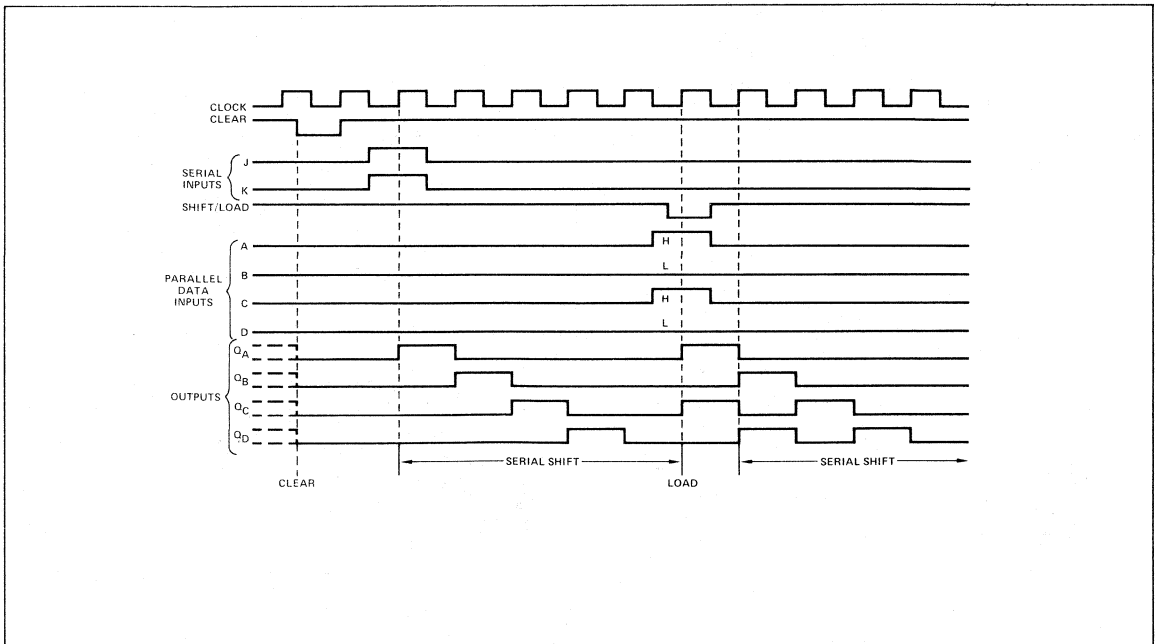 CLOCK
CLEAR
SERIAL
INPUTS
J
K
SHIFT/LOAD
PARALLEL
DATA
INPUTS
A
H
B
L
C
H
D
L
OUTPUTS
QA
QB
QC
QD
SERIAL SHIFT
SERIAL SHIFT
CLEAR
LOAD